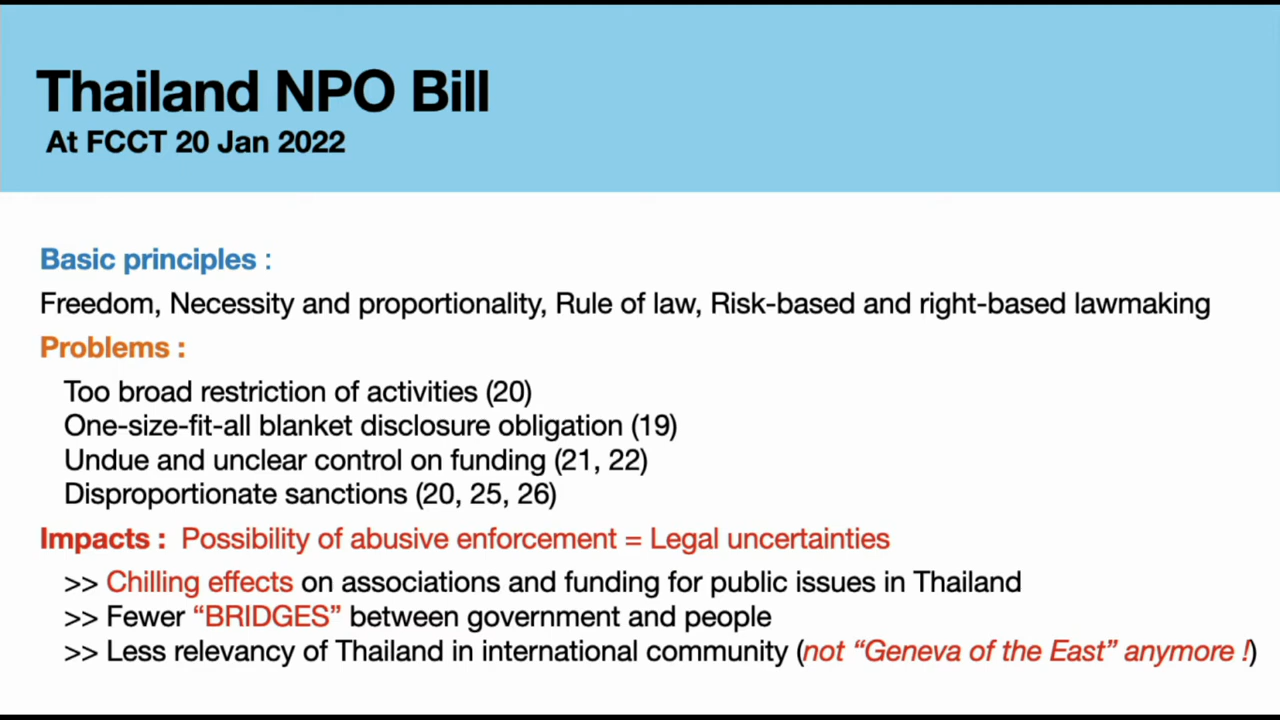 Thailand NPO Bill
At FCCT 20 Jan 2022
Basic principles :
Freedom, Necessity and proportionality, Rule of law, Risk-based and right-based lawmaking
Problems :
Too broad restriction of activities (20)
One-size-fit-all blanket disclosure obligation (19)
Undue and unclear control on funding (21, 22)
Disproportionate sanctions (20, 25, 26)
Impacts : Possibility of abusive enforcement = Legal uncertainties
>> Chilling effects on associations and funding for public issues in Thailand
>> Fewer “BRIDGES” between government and people
>> Less relevancy of Thailand in international community (not “Geneva of the East” anymore !)